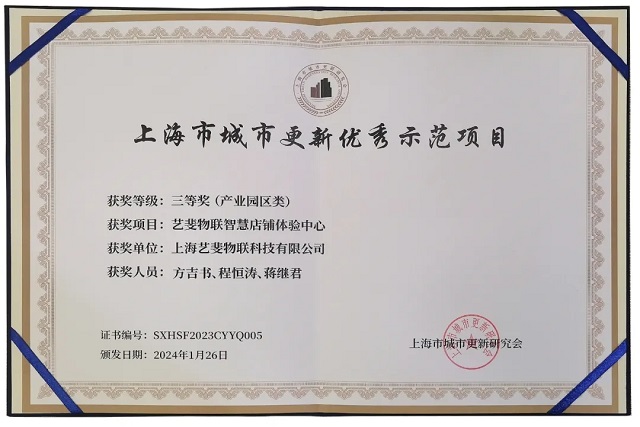 上海市城市更新优秀示范项目
获奖等级：三等奖（产业园区类）
获奖项目：艺斐物联智慧店铺体验中心
获奖单位：上海艺斐物联科技有限公司
获奖人员：方吉书、程恒涛、蒋继君
证书编号：SXHSF2023CYYQ005
颁发日期：2024年1月26日
上海市城市更新研究会